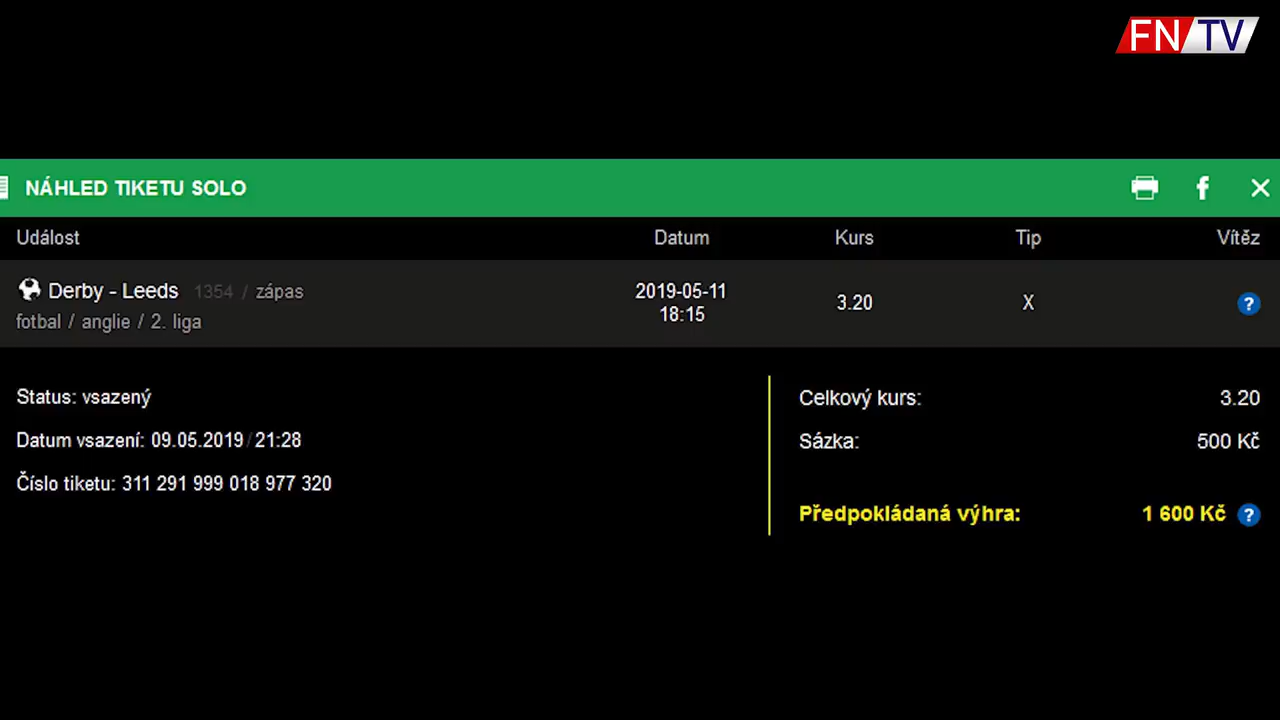 FN TV
NÁHLED TIKETU SOLO
Událost Datum Kurs Tip Vítěz
Derby - Leeds 1354 / zápas 2019-05-11 18:15 3.20 X ?
fotbal / anglie / 2. liga
Status: vsazený
Datum vsazení: 09.05.2019 / 21:28
Číslo tiketu: 311 291 999 018 977 320
Celkový kurs: 3.20
Sázka: 500 Kč
Předpokládaná výhra: 1 600 Kč ?